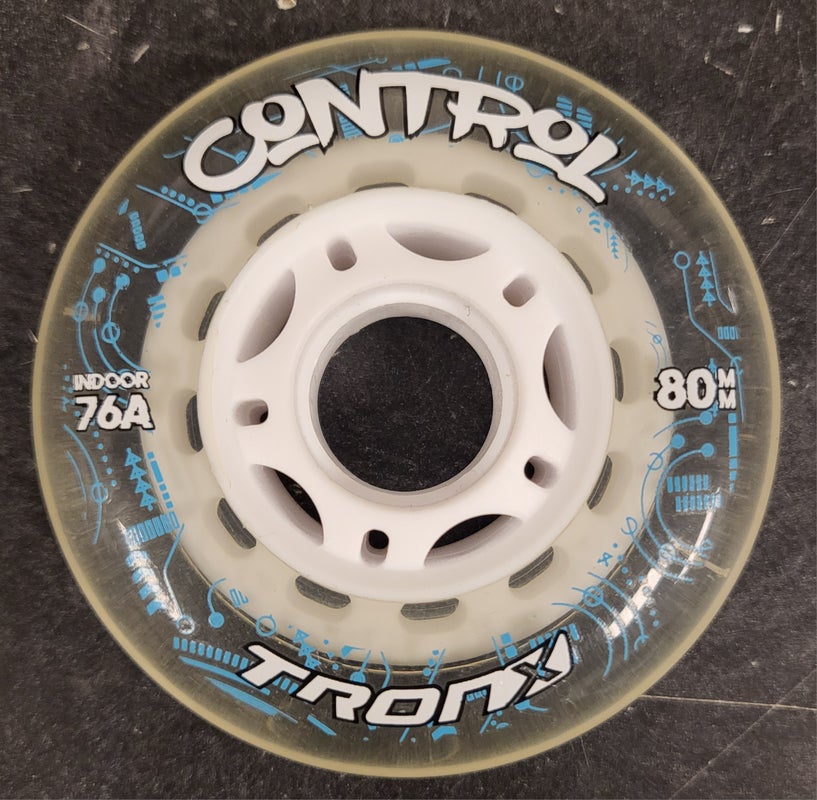 CONTROL
INDOOR
76A
80MM
TRONX